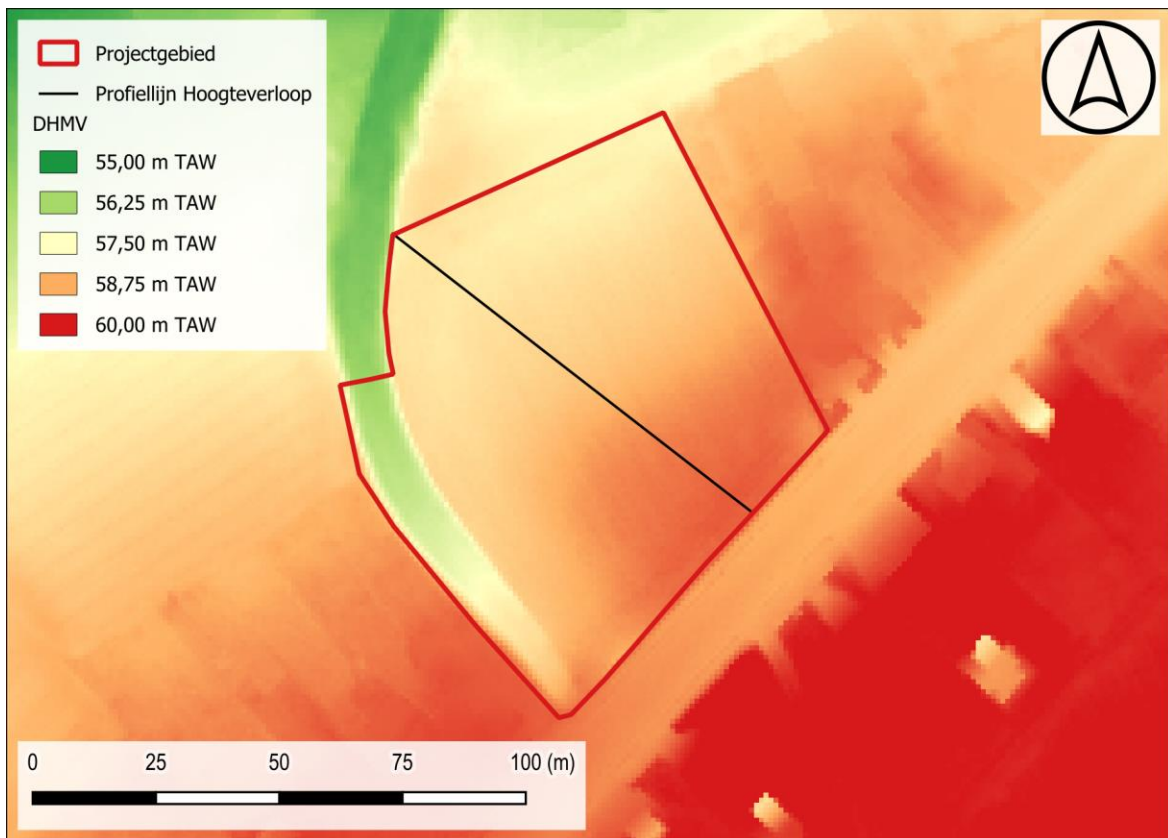 Projectgebied
Profiellijn Hoogteverloop
DHMV
55,00 m TAW
56,25 m TAW
57,50 m TAW
58,75 m TAW
60,00 m TAW
0 25 50 75 100 (m)